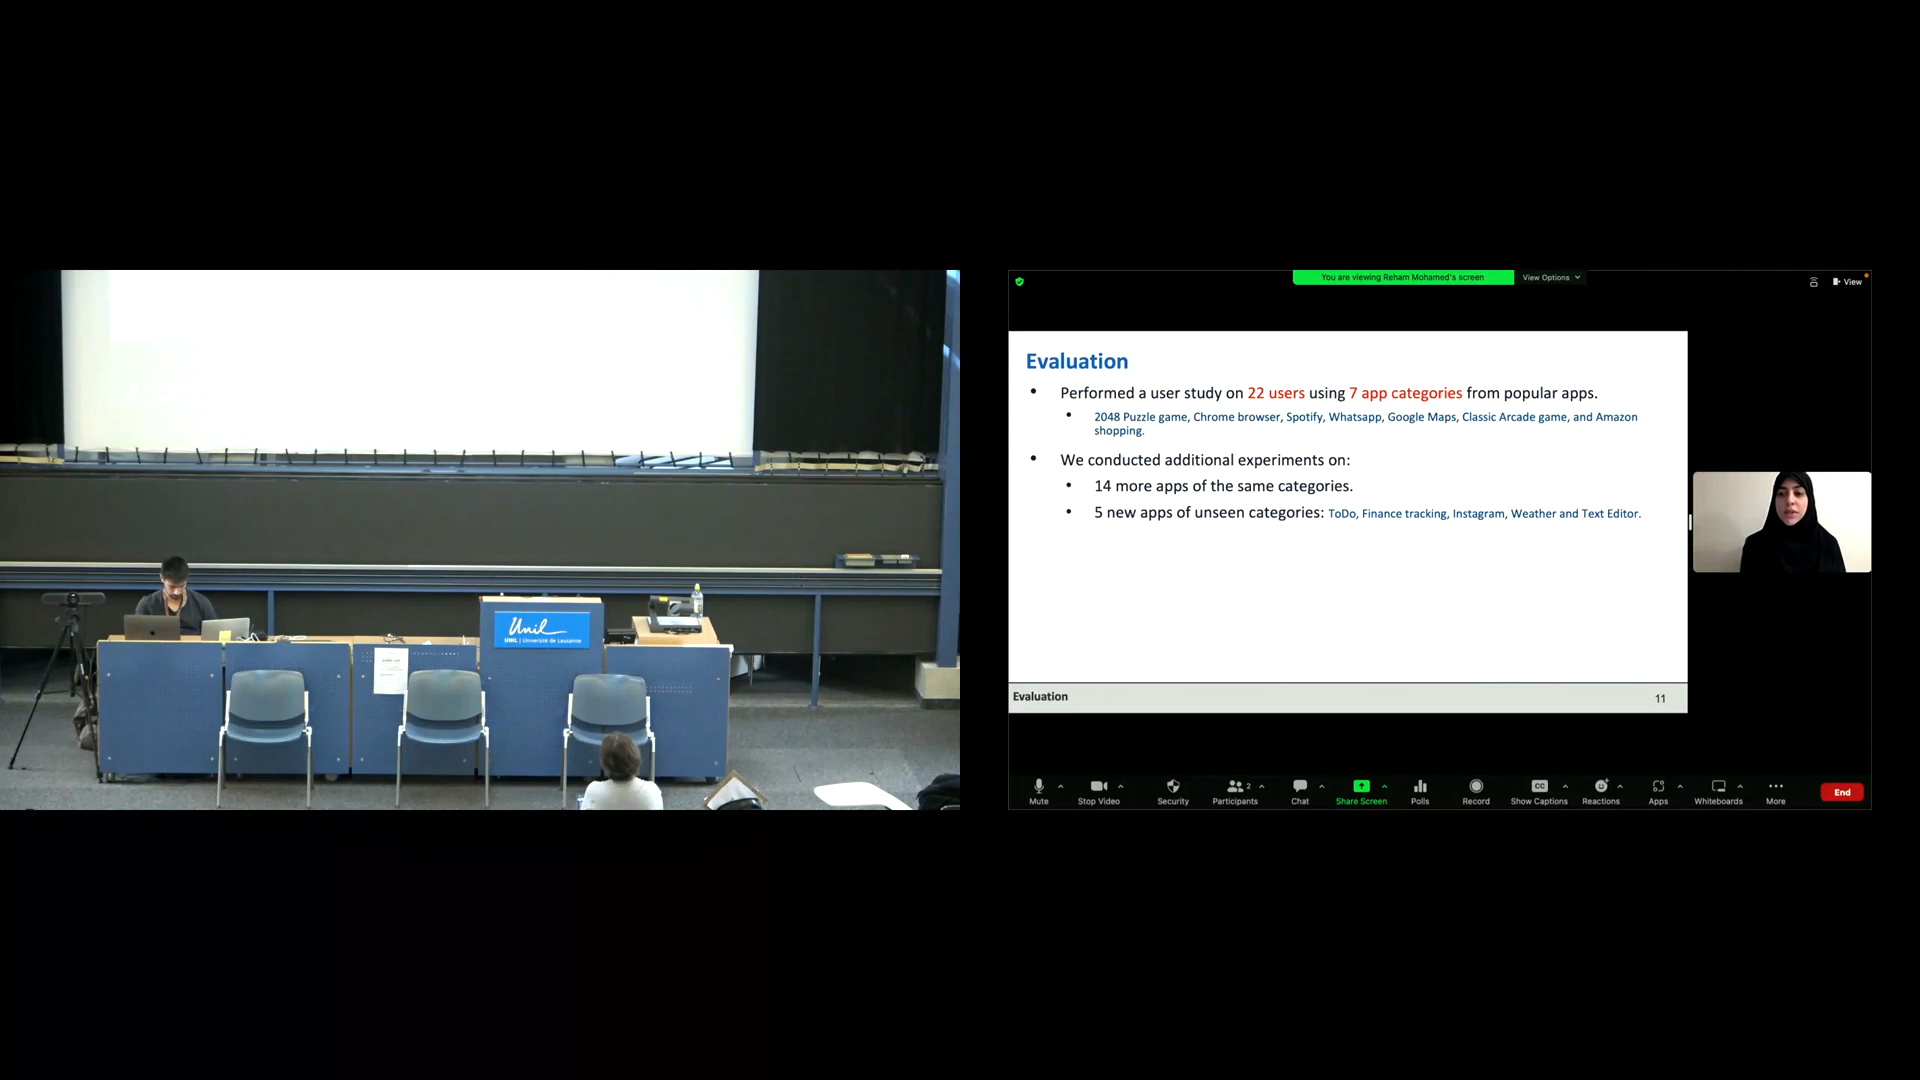 Unil
UNIL | Université de Lausanne
You are viewing Reham Mohamed's screen
View Options
View
Evaluation
• Performed a user study on 22 users using 7 app categories from popular apps.
• 2048 Puzzle game, Chrome browser, Spotify, Whatsapp, Google Maps, Classic Arcade game, and Amazon
shopping.
• We conducted additional experiments on:
• 14 more apps of the same categories.
• 5 new apps of unseen categories: ToDo, Finance tracking, Instagram, Weather and Text Editor.
Evaluation
11
Mute
Stop Video
Security
2
Participants
Chat
Share Screen
Polls
Record
CC
Show Captions
Reactions
Apps
Whiteboards
More
End